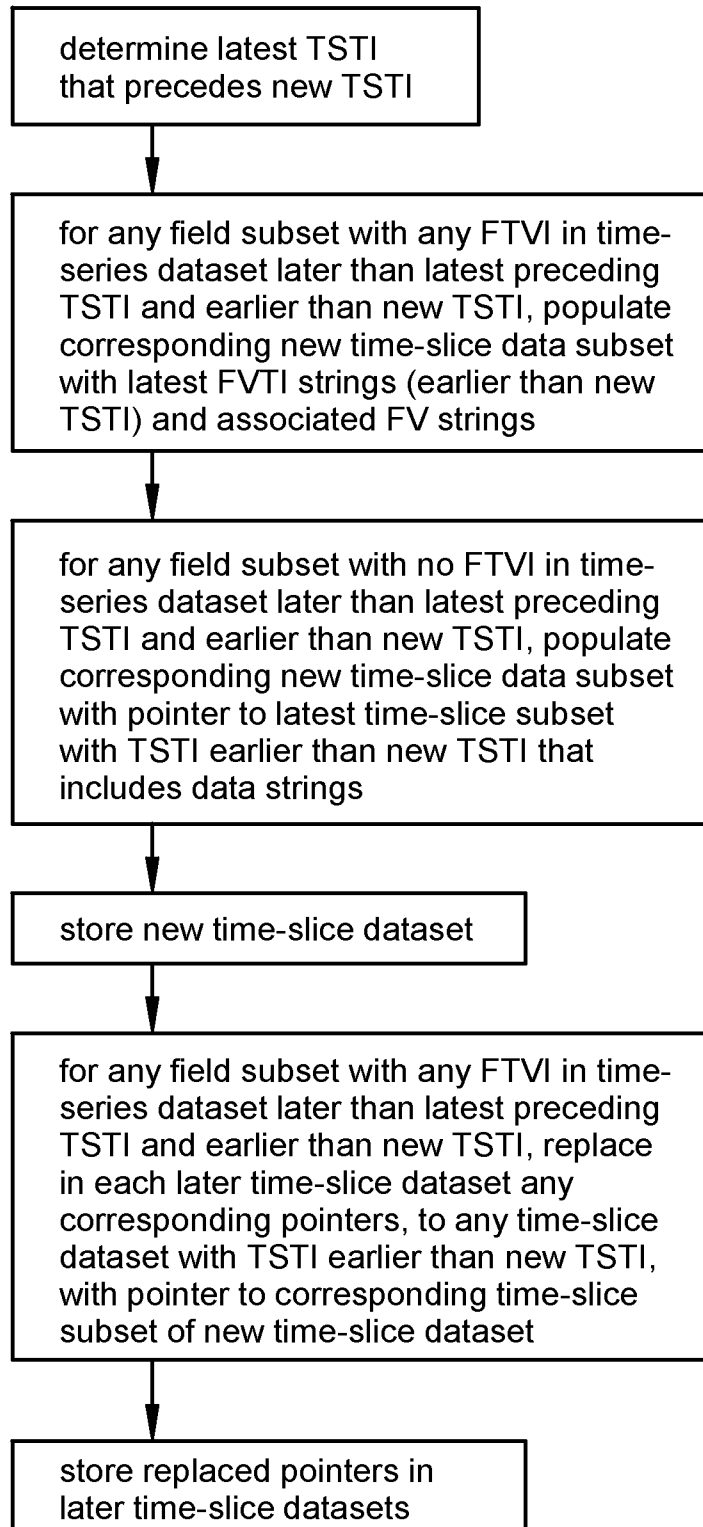 determine latest TSTI
that precedes new TSTI
for any field subset with any FTVI in time-
series dataset later than latest preceding
TSTI and earlier than new TSTI, populate
corresponding new time-slice data subset
with latest FVTI strings (earlier than new
TSTI) and associated FV strings
for any field subset with no FTVI in time-
series dataset later than latest preceding
TSTI and earlier than new TSTI, populate
corresponding new time-slice data subset
with pointer to latest time-slice subset
with TSTI earlier than new TSTI that
includes data strings
store new time-slice dataset
for any field subset with any FTVI in time-
series dataset later than latest preceding
TSTI and earlier than new TSTI, replace
in each later time-slice dataset any
corresponding pointers, to any time-slice
dataset with TSTI earlier than new TSTI,
with pointer to corresponding time-slice
subset of new time-slice dataset
store replaced pointers in
later time-slice datasets